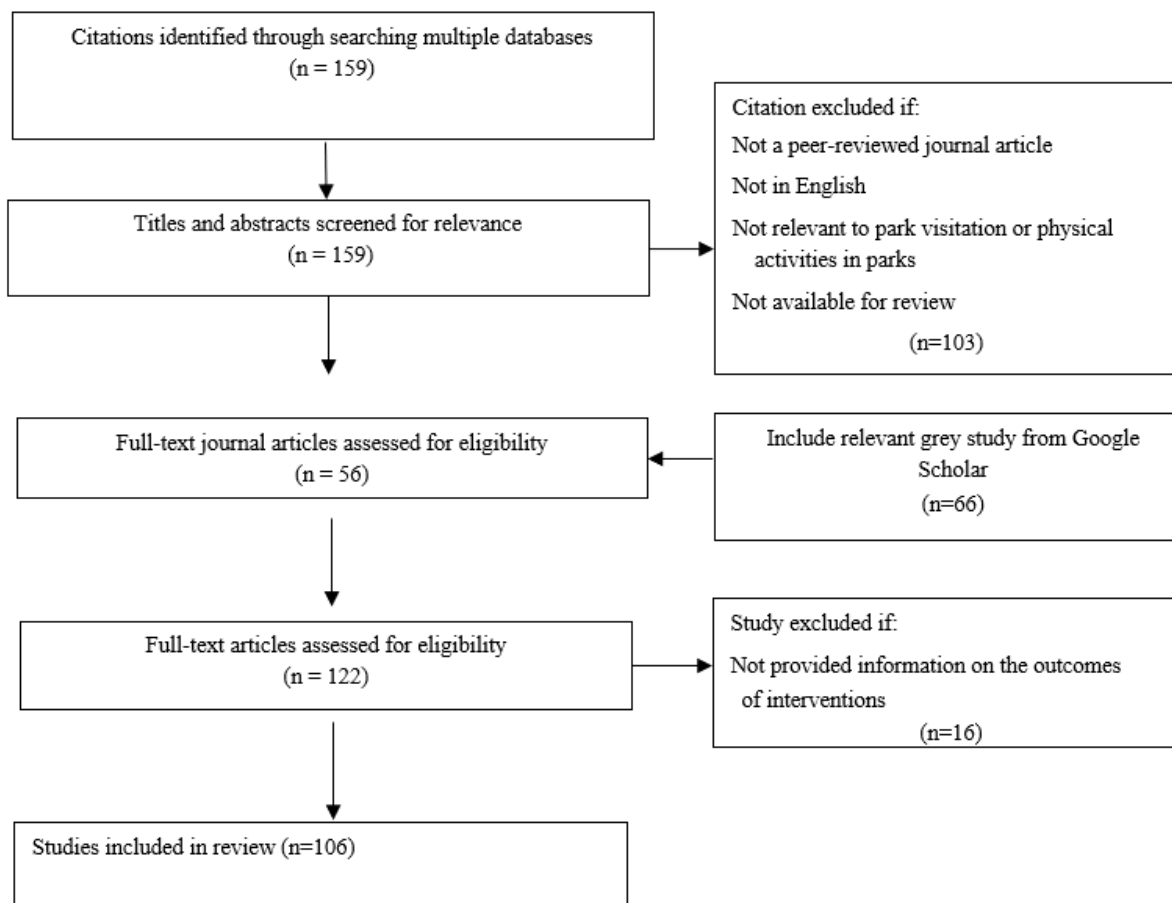 Citations identified through searching multiple databases
(n = 159)
Citation excluded if:
Not a peer-reviewed journal article
Not in English
Not relevant to park visitation or physical
activities in parks
Not available for review
(n=103)
Titles and abstracts screened for relevance
(n = 159)
Full-text journal articles assessed for eligibility
(n = 56)
Include relevant grey study from Google
Scholar
(n=66)
Full-text articles assessed for eligibility
(n = 122)
Study excluded if:
Not provided information on the outcomes
of interventions
(n=16)
Studies included in review (n=106)